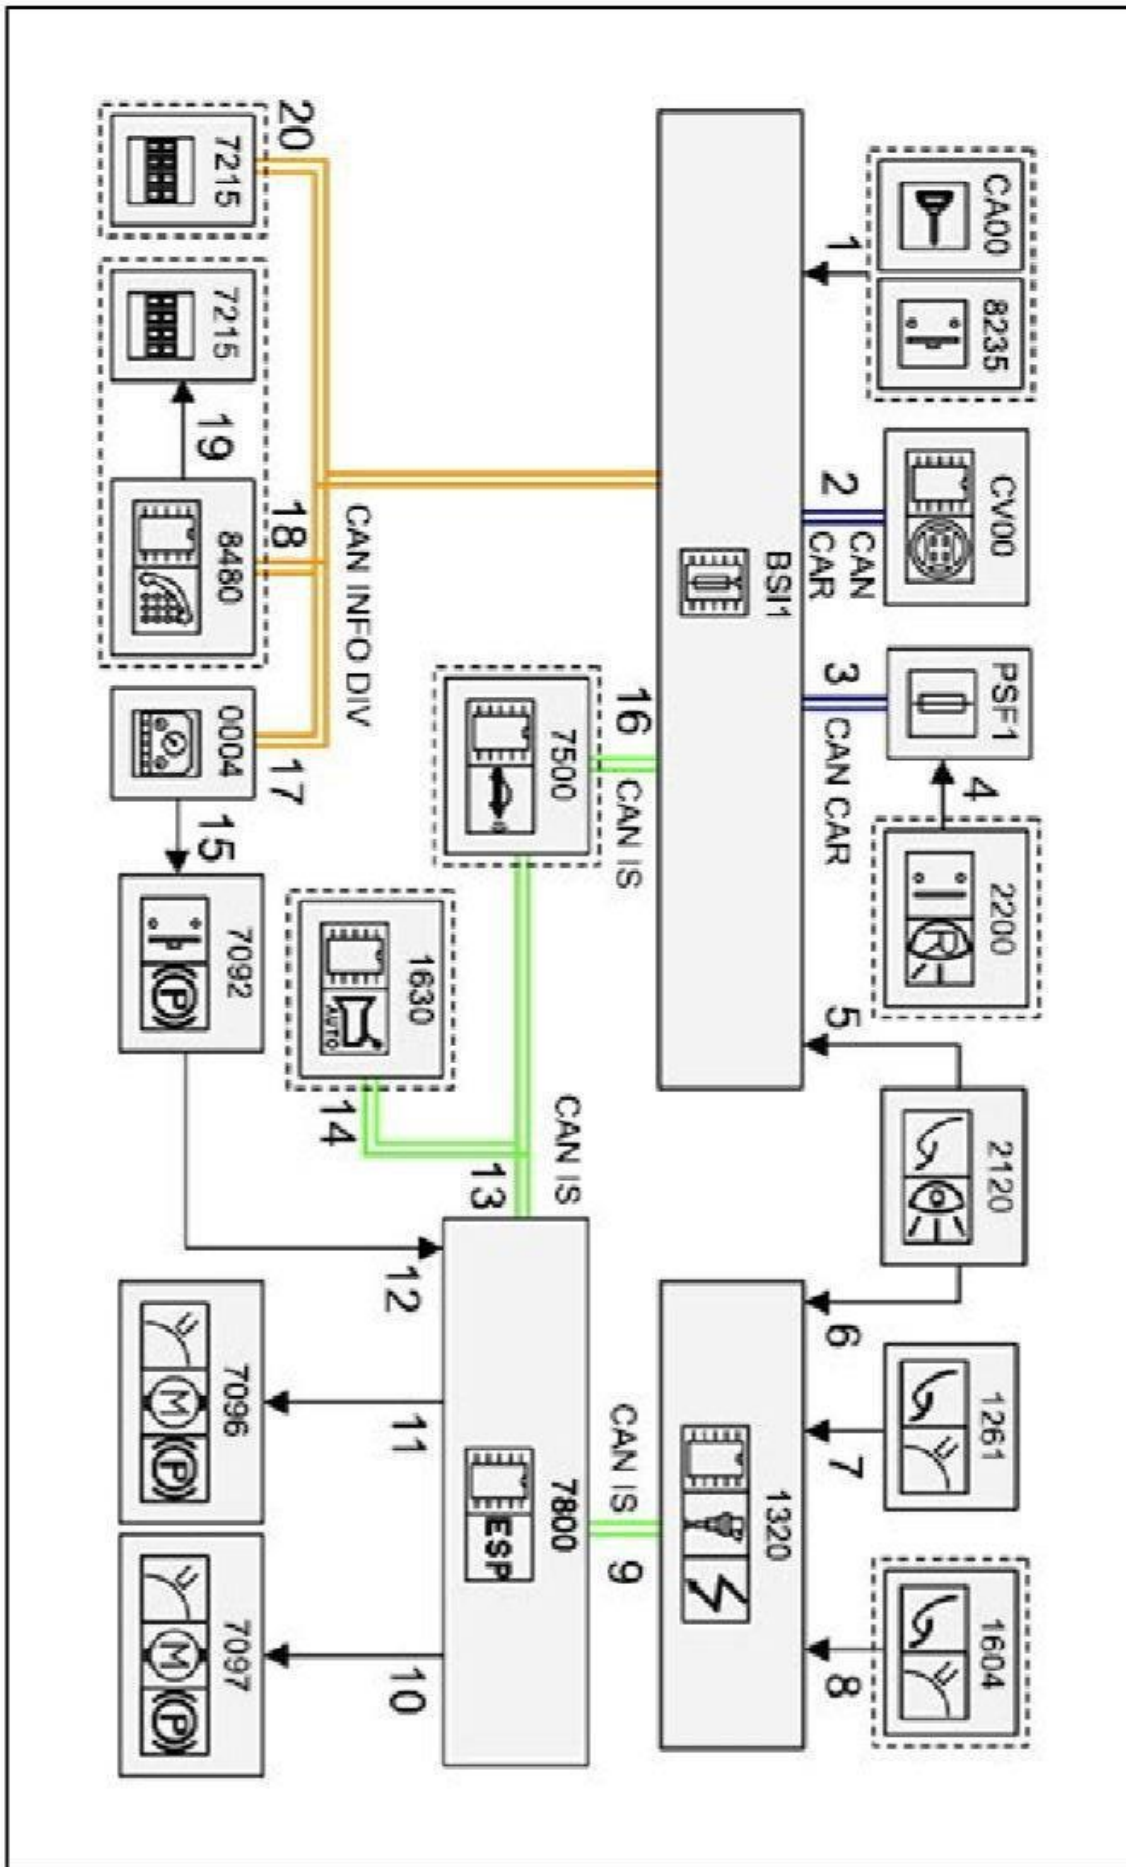 CA00
8235
CV00
PSF1
2200
R
2120
1261
1604
1
2
CAN
CAR
3
CAN CAR
4
5
6
7
8
BSI1
1320
16
CAN IS
CAN IS
9
7500
CAN IS
13
7800
ESP
1630
AUTO
14
12
11
10
CAN INFO DIV
20
18
17
7215
7215
19
8480
0004
15
7092
P
7096
M
P
7097
M
P